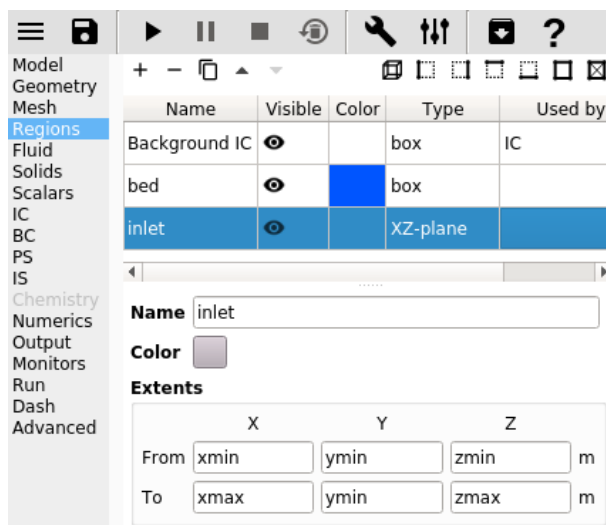 ?
Model
Geometry
Mesh
Regions
Fluid
Solids
Scalars
IC
BC
PS
IS
Chemistry
Numerics
Output
Monitors
Run
Dash
Advanced
Name Visible Color Type Used by
Background IC box IC
bed box
inlet XZ-plane
Name inlet
Color
Extents
X Y Z
From xmin ymin zmin m
To xmax ymin zmax m